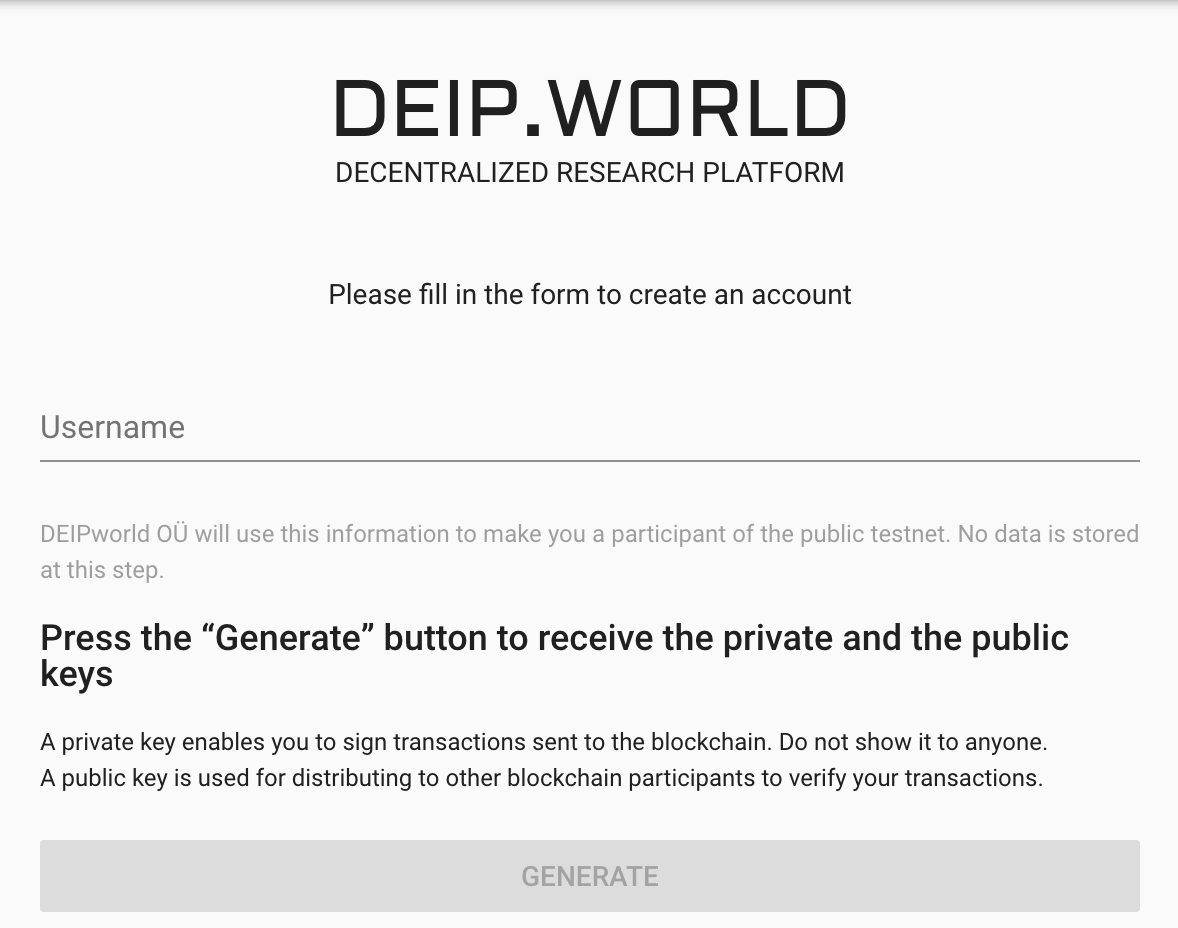 DEIP.WORLD
DECENTRALIZED RESEARCH PLATFORM
Please fill in the form to create an account
Username
DEIPworld OÜ will use this information to make you a participant of the public testnet. No data is stored
at this step.
Press the “Generate” button to receive the private and the public
keys
A private key enables you to sign transactions sent to the blockchain. Do not show it to anyone.
A public key is used for distributing to other blockchain participants to verify your transactions.
GENERATE